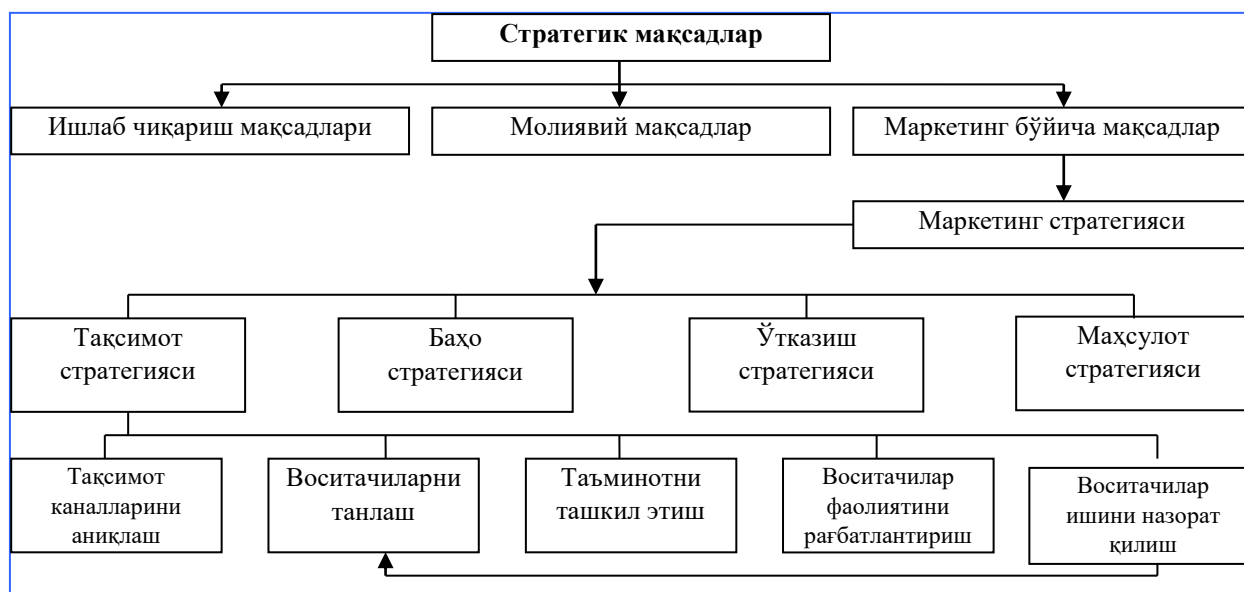 Стратегик мақсадлар
Ишлаб чиқариш мақсадлари
Молиявий мақсадлар
Маркетинг бўйича мақсадлар
Маркетинг стратегияси
Тақсимот
стратегияси
Баҳо
стратегияси
Ўтказиш
стратегияси
Маҳсулот
стратегияси
Тақсимот
каналларини
аниқлаш
Воситачиларни
танлаш
Таъминотни
ташкил этиш
Воситачилар
фаолиятини
рағбатлантириш
Воситачилар
ишини назорат
қилиш